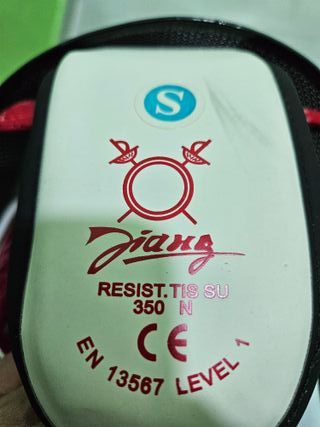 S
Jiang
RESIST.TIS SU
350 N
CE
EN 13567 LEVEL 1